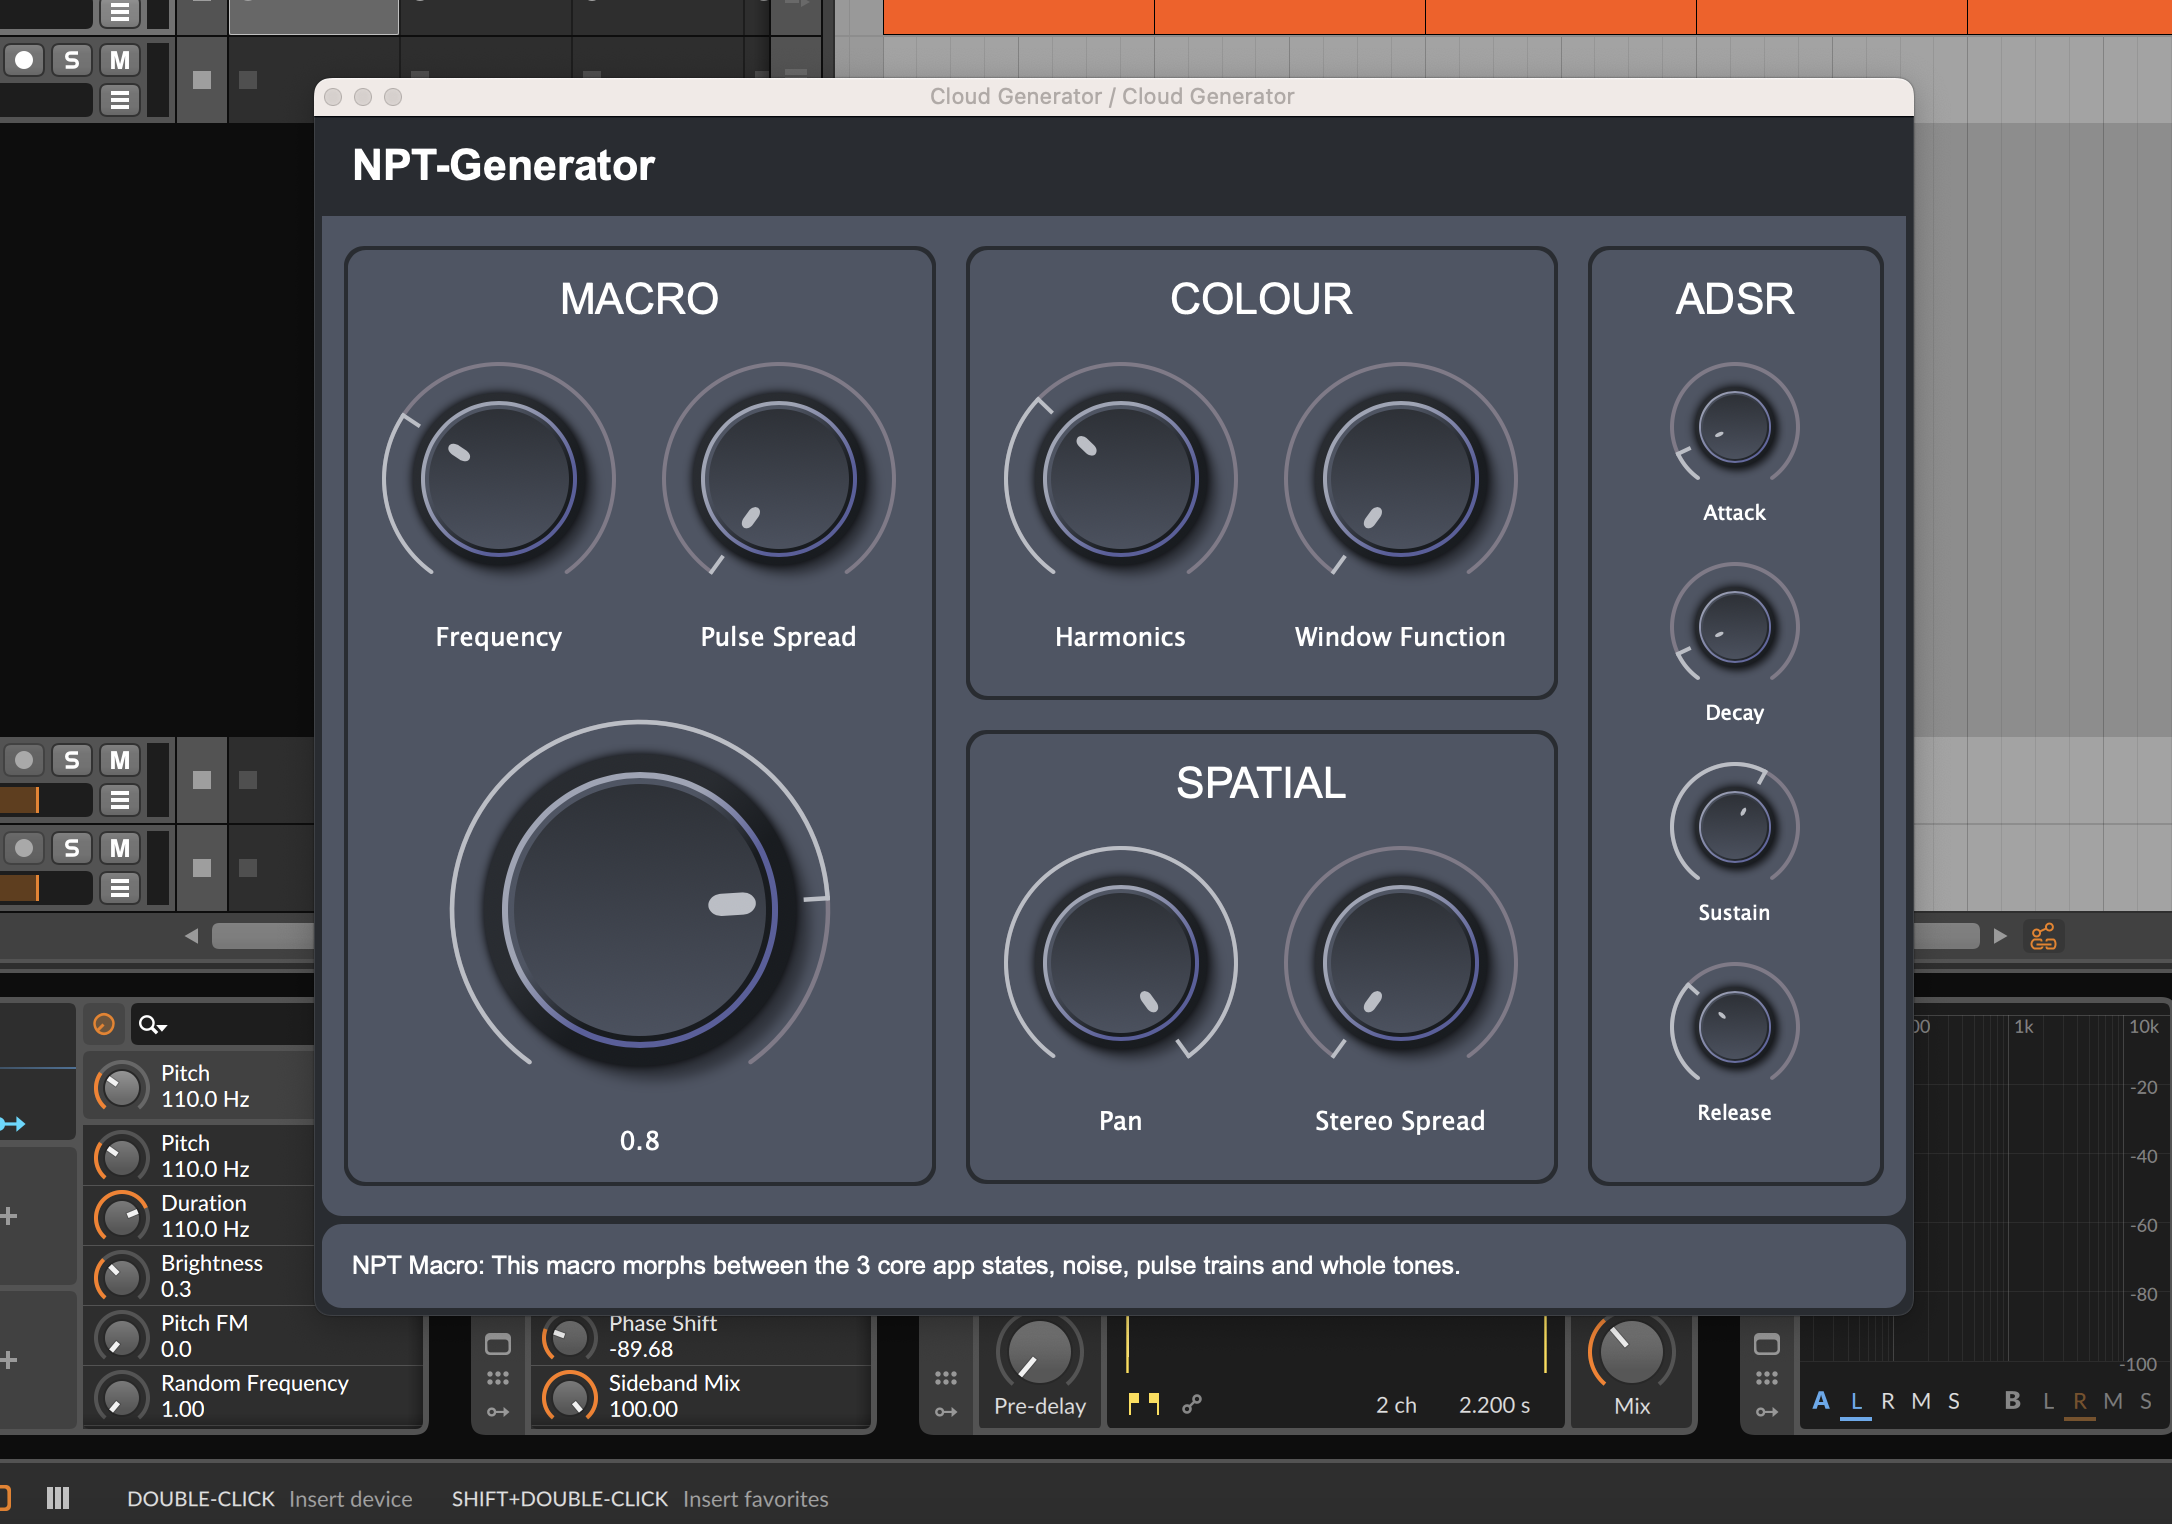 S M
Cloud Generator / Cloud Generator
NPT-Generator
MACRO
COLOUR
ADSR
Attack
Frequency
Pulse Spread
Harmonics
Window Function
Decay
S M
SPATIAL
S M
Sustain
Pan
Stereo Spread
Release
0.8
NPT Macro: This macro morphs between the 3 core app states, noise, pulse trains and whole tones.
Pitch
110.0 Hz
Pitch
110.0 Hz
Duration
110.0 Hz
Brightness
0.3
Pitch FM
0.0
Random Frequency
1.00
Phase Shift
-89.68
Sideband Mix
100.00
Pre-delay
2 ch 2.200 s
Mix
1k 10k
-20
-40
-60
-80
-100
A L R M S B L R M S
DOUBLE-CLICK Insert device SHIFT+DOUBLE-CLICK Insert favorites